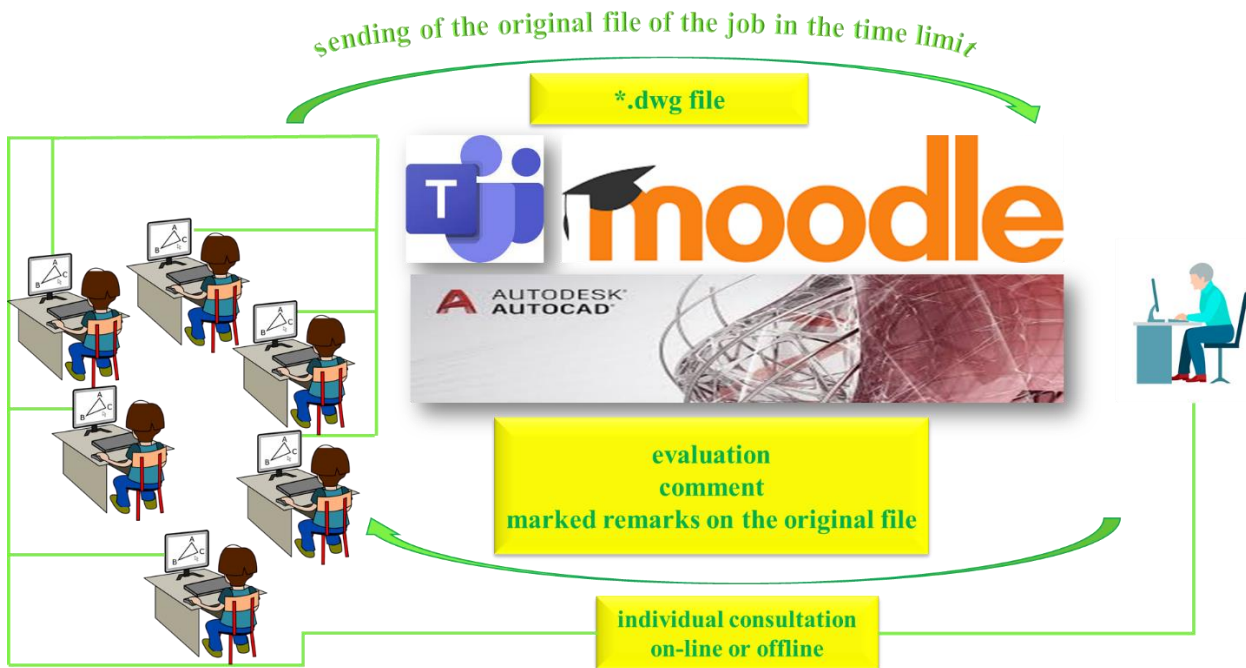 sending of the original file of the job in the time limit
*.dwg file
T
moodle
AUTODESK®
AUTOCAD®
A
B
C
A
B
C
A
B
C
A
B
C
A
B
C
A
B
C
evaluation
comment
marked remarks on the original file
individual consultation
on-line or offline